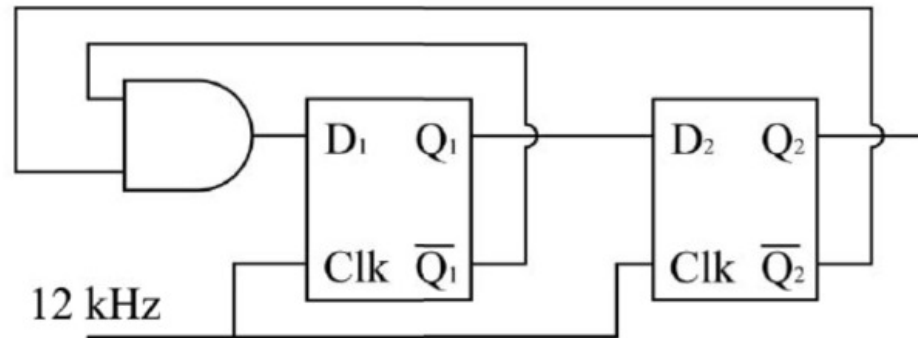 D₁ Q₁ D₂ Q₂
Clk Q̅₁ Clk Q̅₂
12 kHz